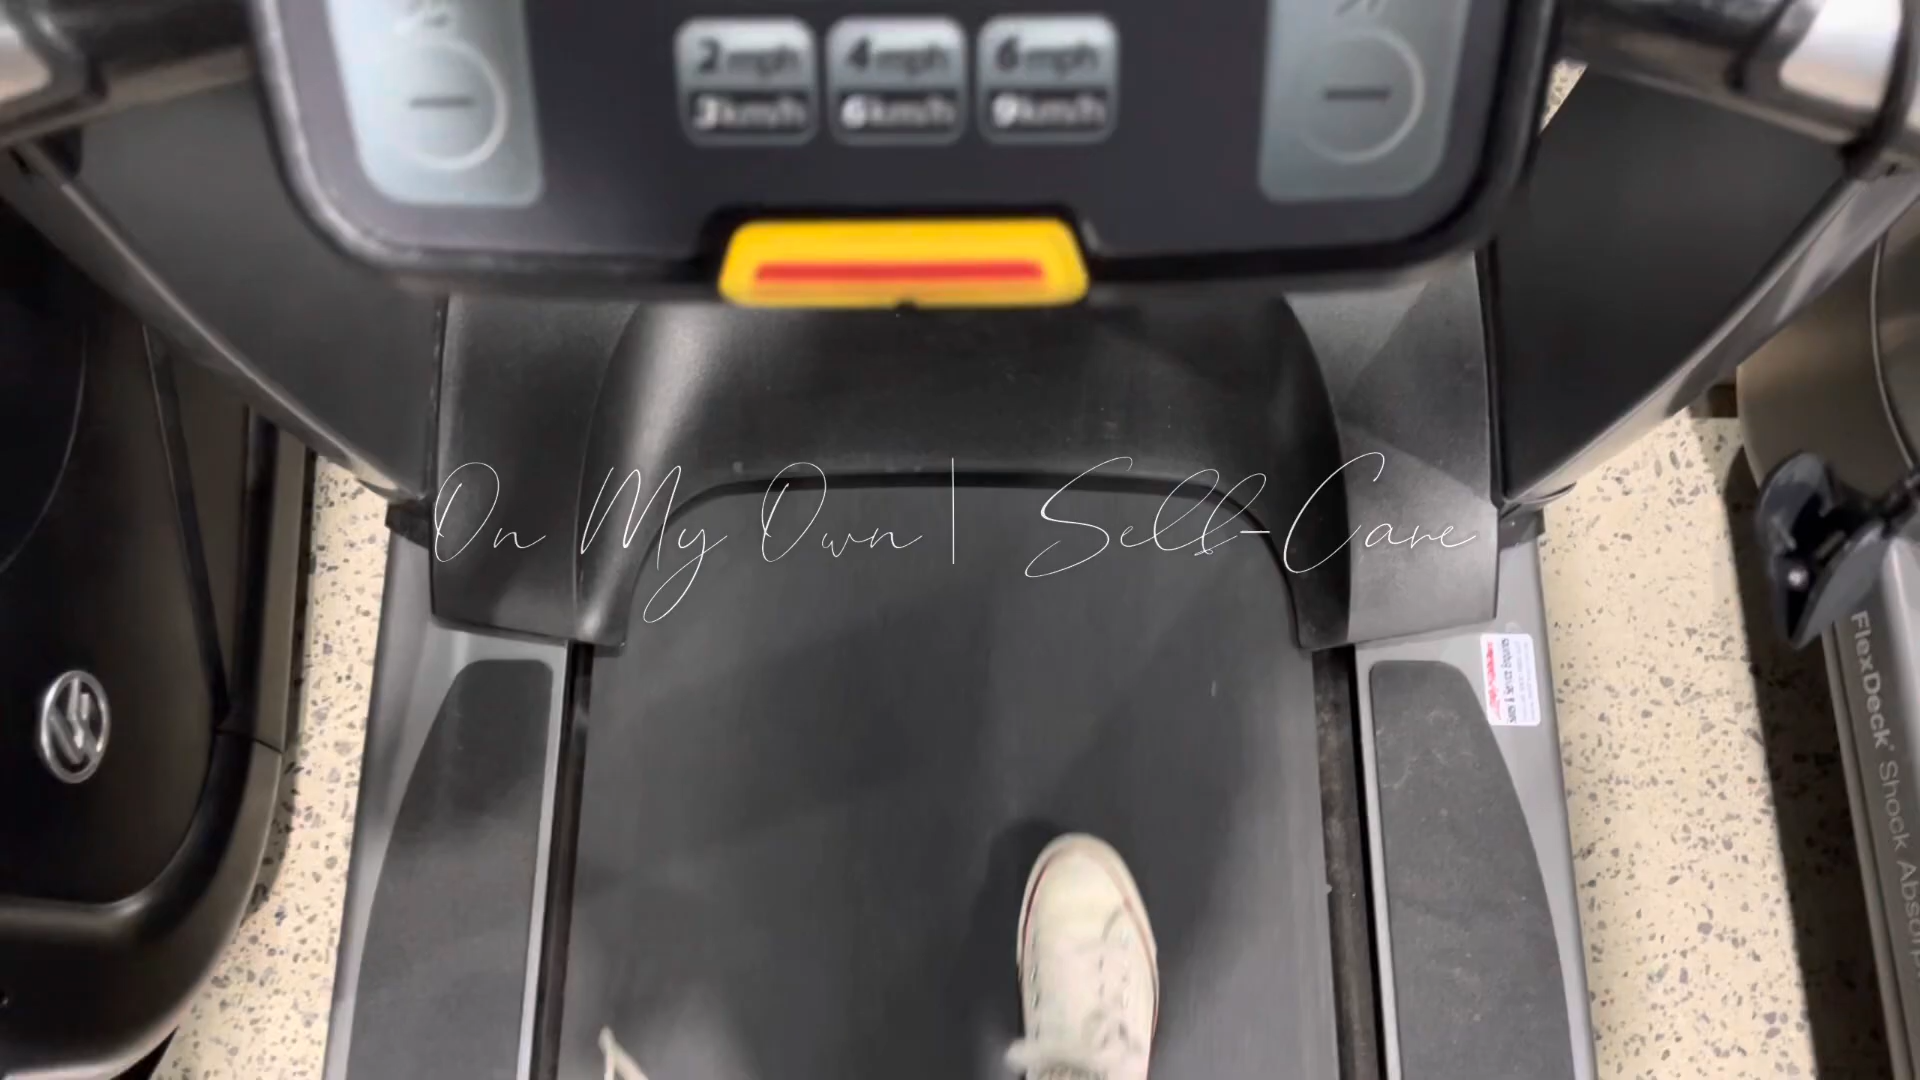 2 mph 4 mph 6 mph
3 km/h 6 km/h 9 km/h
On My Own | Self-Care
FlexDeck® Shock Absorp